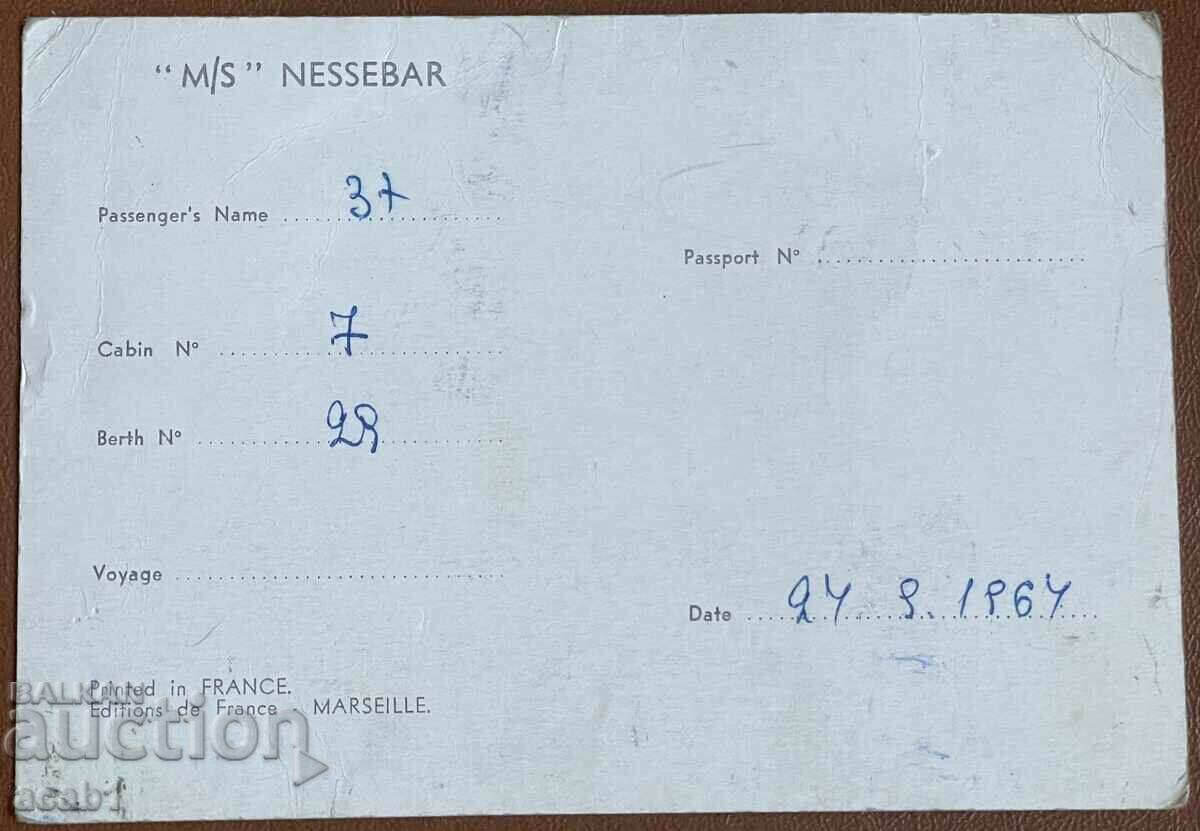 "M/S" NESSEBAR
Passenger's Name .......... 37
Passport N° ..........
Cabin N° .......... 7
Berth N° ..........
Voyage ..........
Date .......... 24. 9. 1964
Printed in FRANCE.
Editions de France - MARSEILLE.
BALKAN
auction
acab1